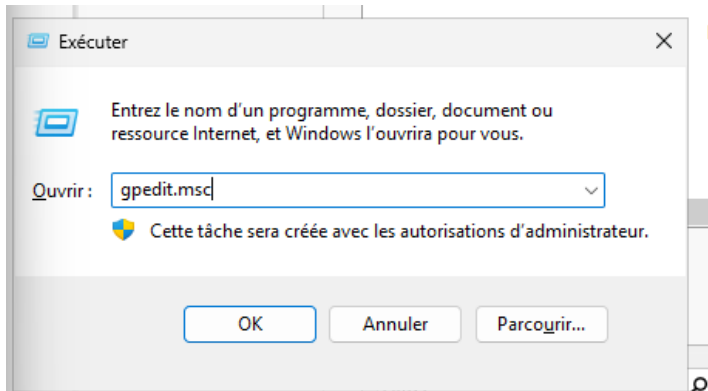 Exécuter
Entrez le nom d’un programme, dossier, document ou
ressource Internet, et Windows l’ouvrira pour vous.
Ouvrir :
gpedit.msc
Cette tâche sera créée avec les autorisations d’administrateur.
OK
Annuler
Parcourir...